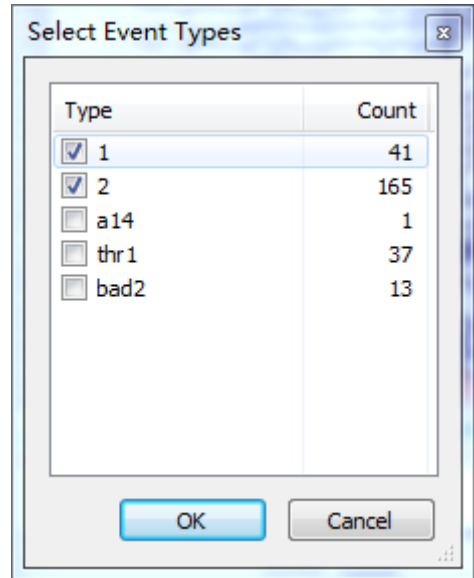 Select Event Types
Type Count
1 41
2 165
a14 1
thr1 37
bad2 13
OK Cancel